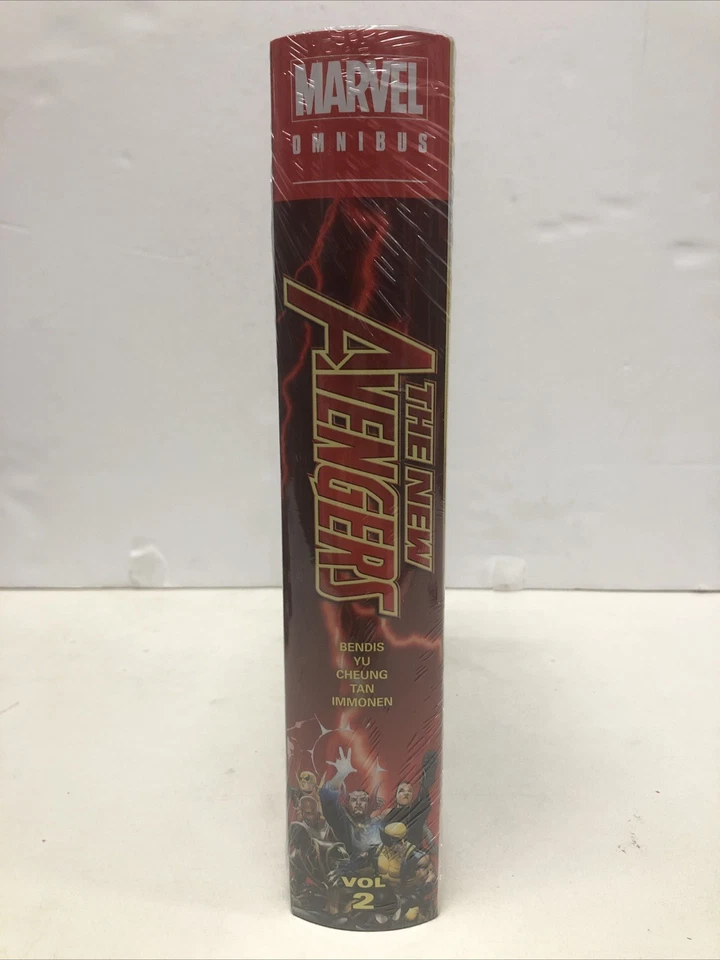 MARVEL
OMNIBUS
THE NEW
AVENGERS
BENDIS
YU
CHEUNG
TAN
IMMONEN
VOL
2